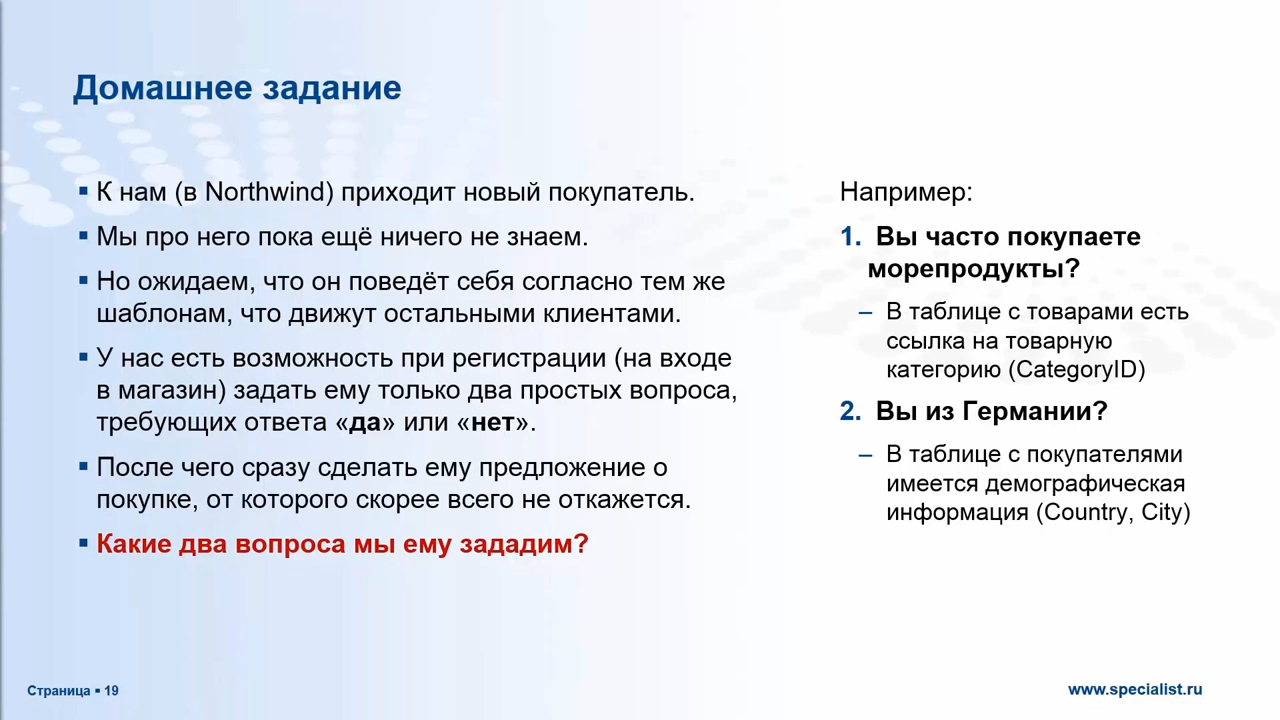 Домашнее задание
▪ К нам (в Northwind) приходит новый покупатель.
▪ Мы про него пока ещё ничего не знаем.
▪ Но ожидаем, что он поведёт себя согласно тем же
шаблонам, что движут остальными клиентами.
▪ У нас есть возможность при регистрации (на входе
в магазин) задать ему только два простых вопроса,
требующих ответа «да» или «нет».
▪ После чего сразу сделать ему предложение о
покупке, от которого скорее всего не откажется.
▪ Какие два вопроса мы ему зададим?
Например:
1. Вы часто покупаете
морепродукты?
– В таблице с товарами есть
ссылка на товарную
категорию (CategoryID)
2. Вы из Германии?
– В таблице с покупателями
имеется демографическая
информация (Country, City)
Страница ▪ 19
www.specialist.ru